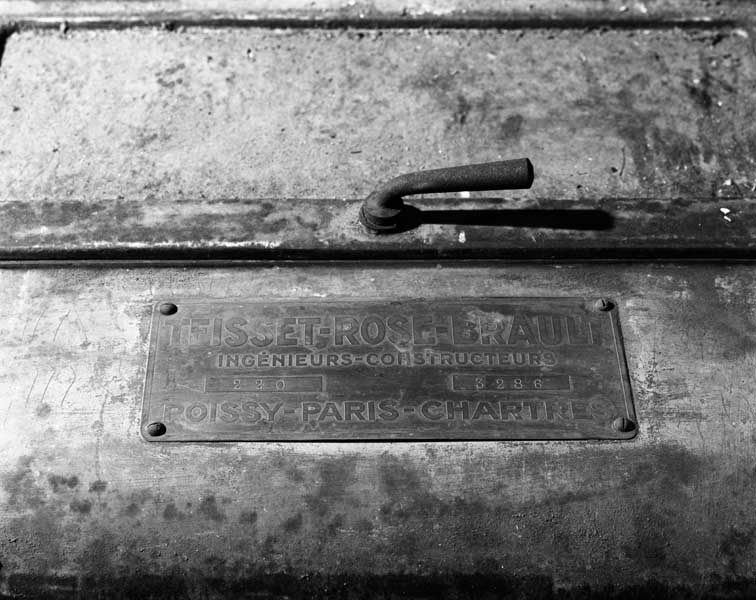 TEISSET-ROSE-BRAULT
INGÉNIEURS-CONSTRUCTEURS
220 3286
POISSY-PARIS-CHARTRES